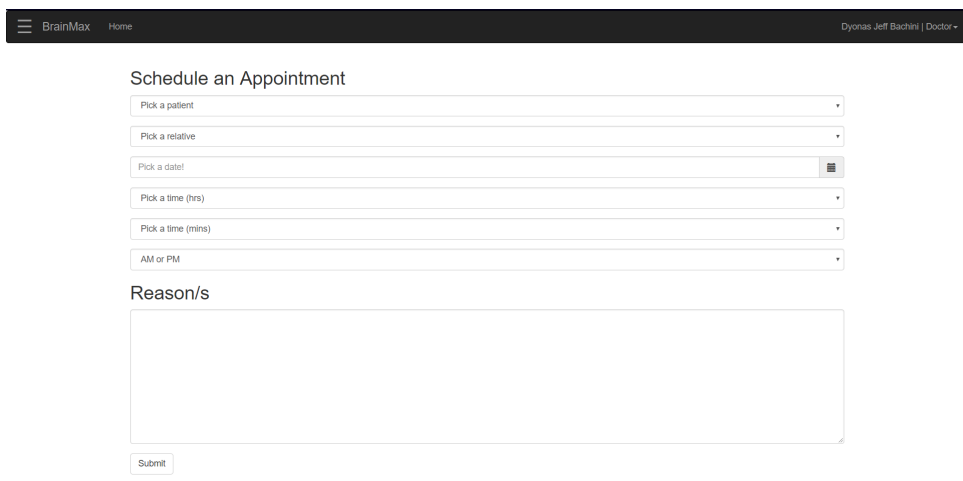 BrainMax Home Dyonas Jeff Bachini | Doctor
Schedule an Appointment
Pick a patient
Pick a relative
Pick a date!
Pick a time (hrs)
Pick a time (mins)
AM or PM
Reason/s
Submit